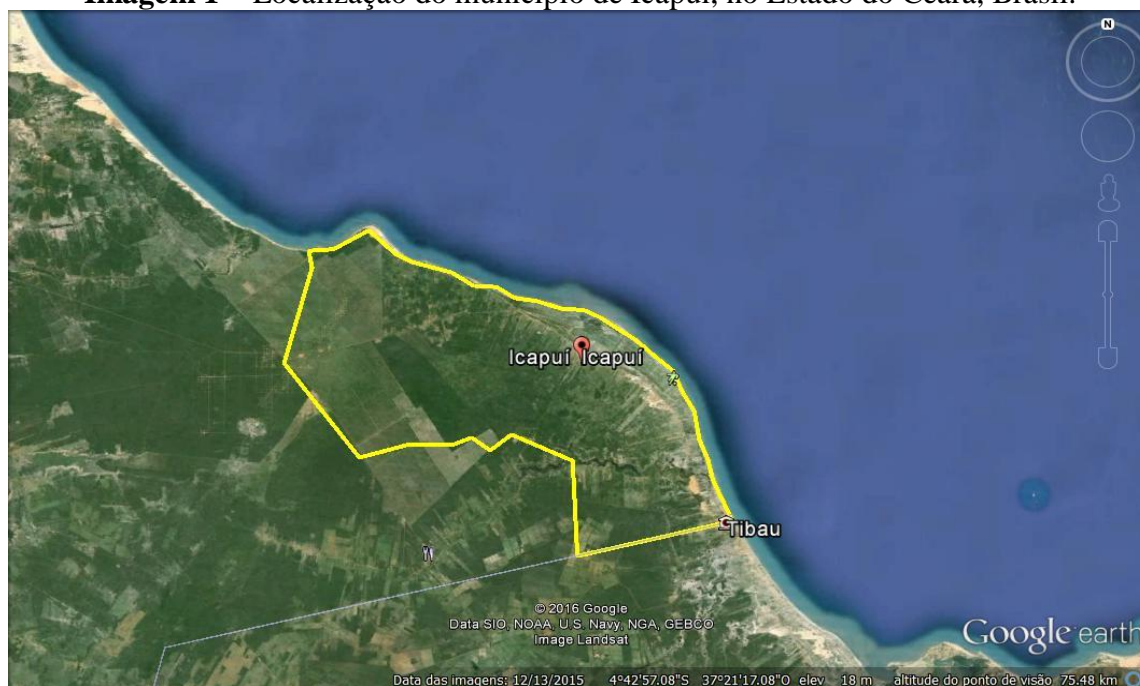 Imagem 1 – Localização do município de Icapuí, no Estado do Ceará, Brasil.
N
Icapuí Icapuí
Tibau
© 2016 Google
Data SIO, NOAA, U.S. Navy, NGA, GEBCO
Image Landsat
Google earth
Data das imagens: 12/13/2015 4°42'57.08"S 37°21'17.08"O elev 18 m altitude do ponto de visão 75.48 km